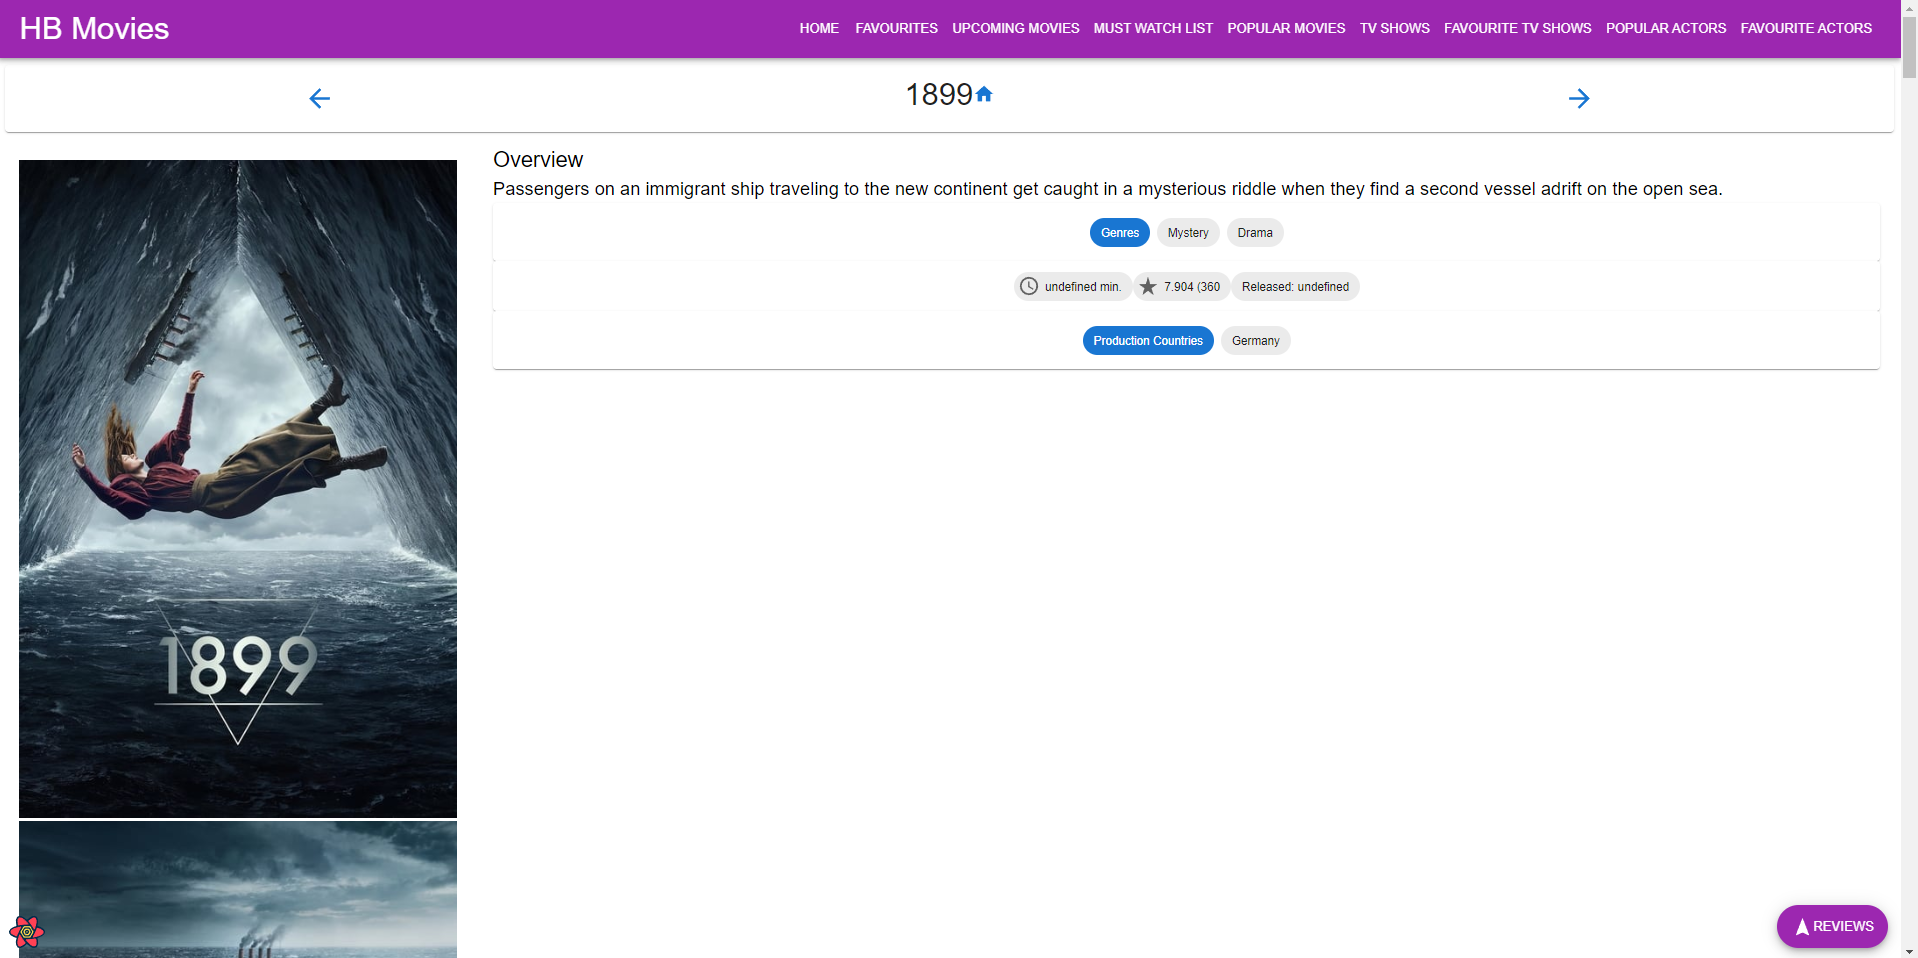 HB Movies
HOME FAVOURITES UPCOMING MOVIES MUST WATCH LIST POPULAR MOVIES TV SHOWS FAVOURITE TV SHOWS POPULAR ACTORS FAVOURITE ACTORS
1899
Overview
Passengers on an immigrant ship traveling to the new continent get caught in a mysterious riddle when they find a second vessel adrift on the open sea.
Genres Mystery Drama
undefined min. 7.904 (360 Released: undefined
Production Countries Germany
1899
REVIEWS